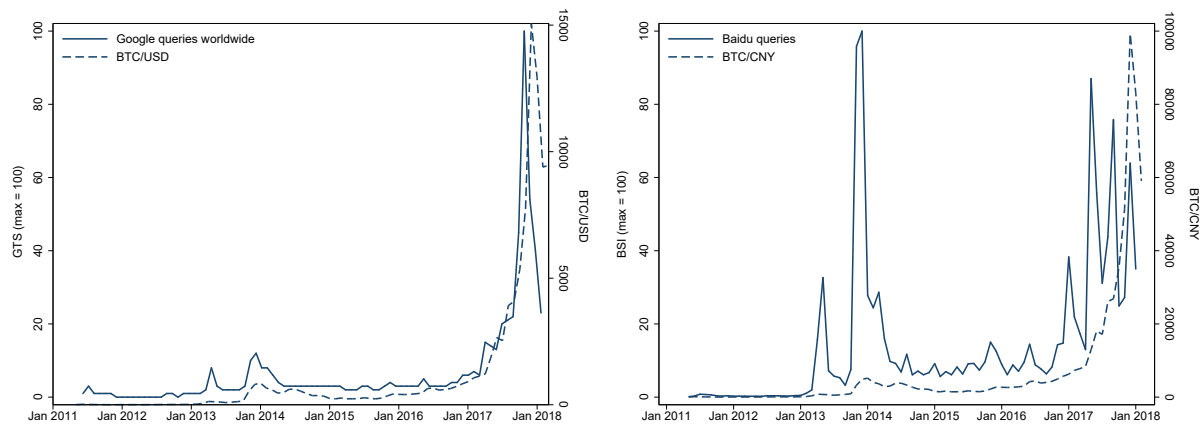 Google queries worldwide
BTC/USD
GTS (max = 100)
0
20
40
60
80
100
BTC/USD
0
5000
10000
15000
Jan 2011
Jan 2012
Jan 2013
Jan 2014
Jan 2015
Jan 2016
Jan 2017
Jan 2018
Baidu queries
BTC/CNY
BSI (max = 100)
0
20
40
60
80
100
BTC/CNY
0
20000
40000
60000
80000
100000
Jan 2011
Jan 2012
Jan 2013
Jan 2014
Jan 2015
Jan 2016
Jan 2017
Jan 2018